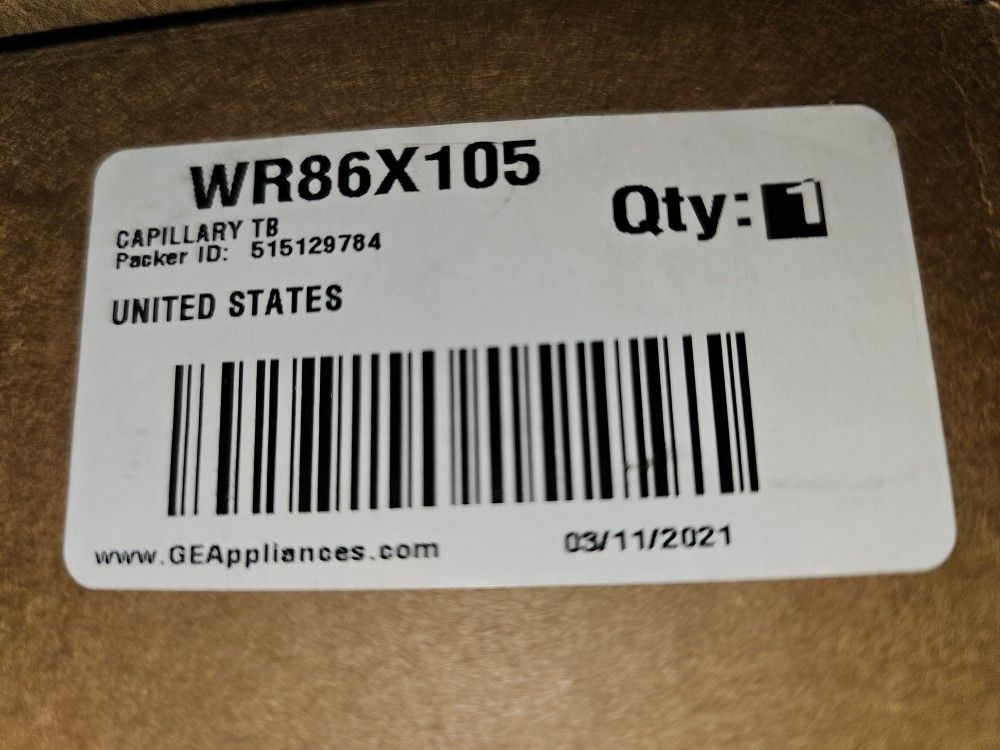 WR86X105
Qty: 1
CAPILLARY TB
Packer ID: 515129784
UNITED STATES
www.GEAppliances.com
03/11/2021